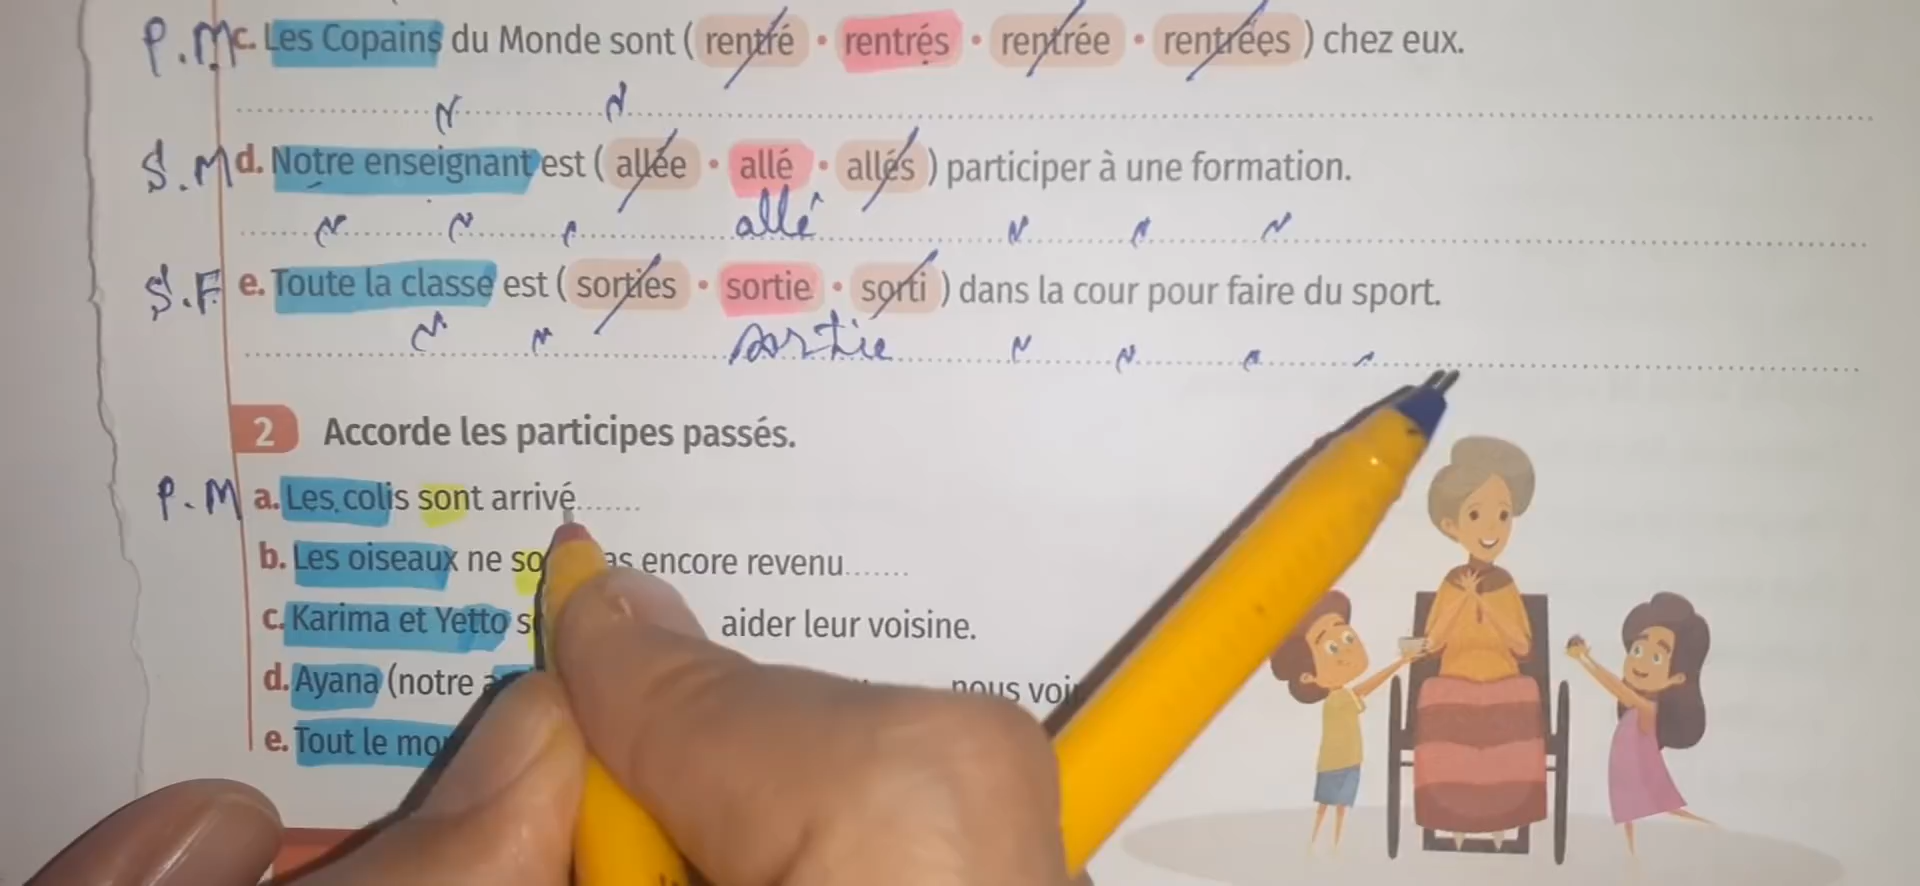 P.M c. Les Copains du Monde sont ( rentré • rentrés • rentrée • rentrées ) chez eux.
S.M d. Notre enseignant est ( allée • allé • allés ) participer à une formation.
allé
S.F e. Toute la classe est ( sorties • sortie • sorti ) dans la cour pour faire du sport.
sortie
2 Accorde les participes passés.
P.M a. Les colis sont arrivé.......
b. Les oiseaux ne encore revenu.......
c. Karima et Yetto aider leur voisine.
d. Ayana (notre nous
e. Tout le